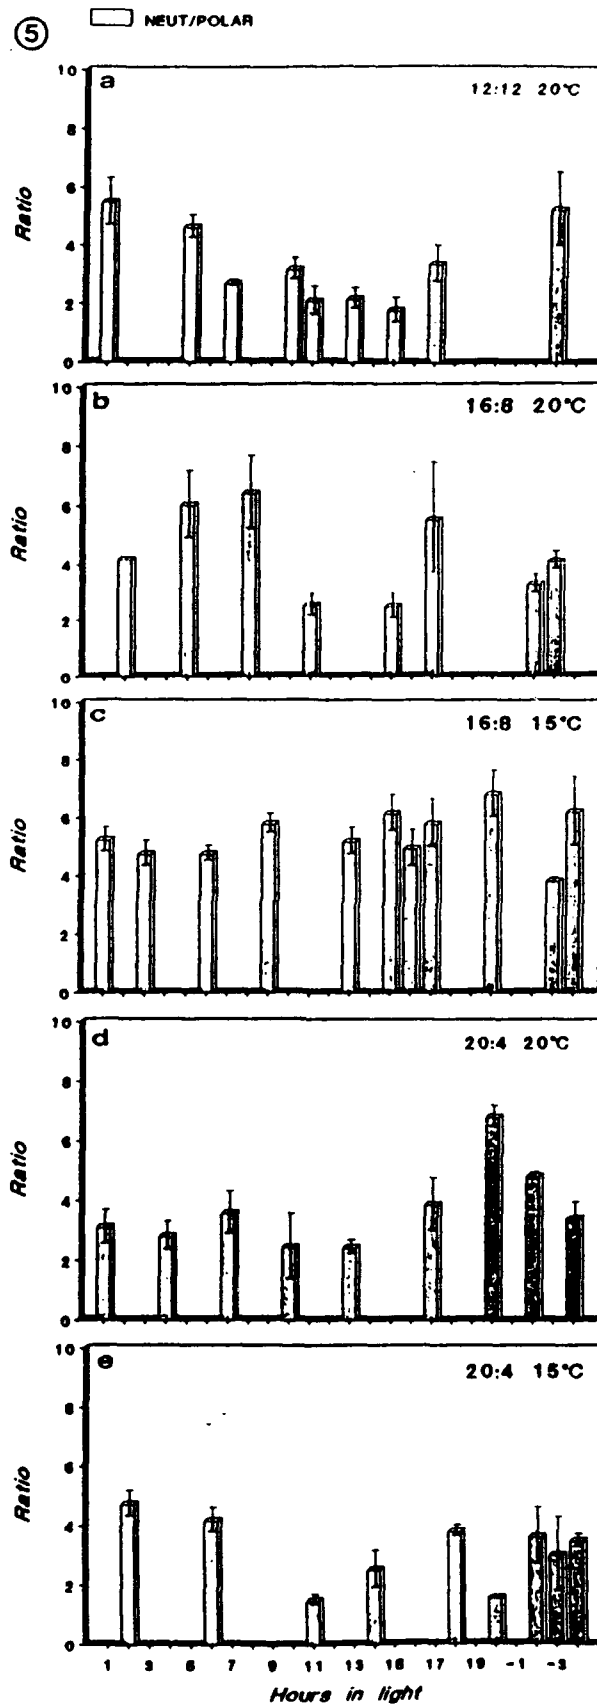 5
NEUT/POLAR
a
12:12 20°C
10
8
6
4
2
0
Ratio
b
16:8 20°C
10
8
6
4
2
0
Ratio
c
16:8 15°C
10
8
6
4
2
0
Ratio
d
20:4 20°C
10
8
6
4
2
0
Ratio
e
20:4 15°C
10
8
6
4
2
0
Ratio
1 3 5 7 9 11 13 15 17 19 -1 -3
Hours in light